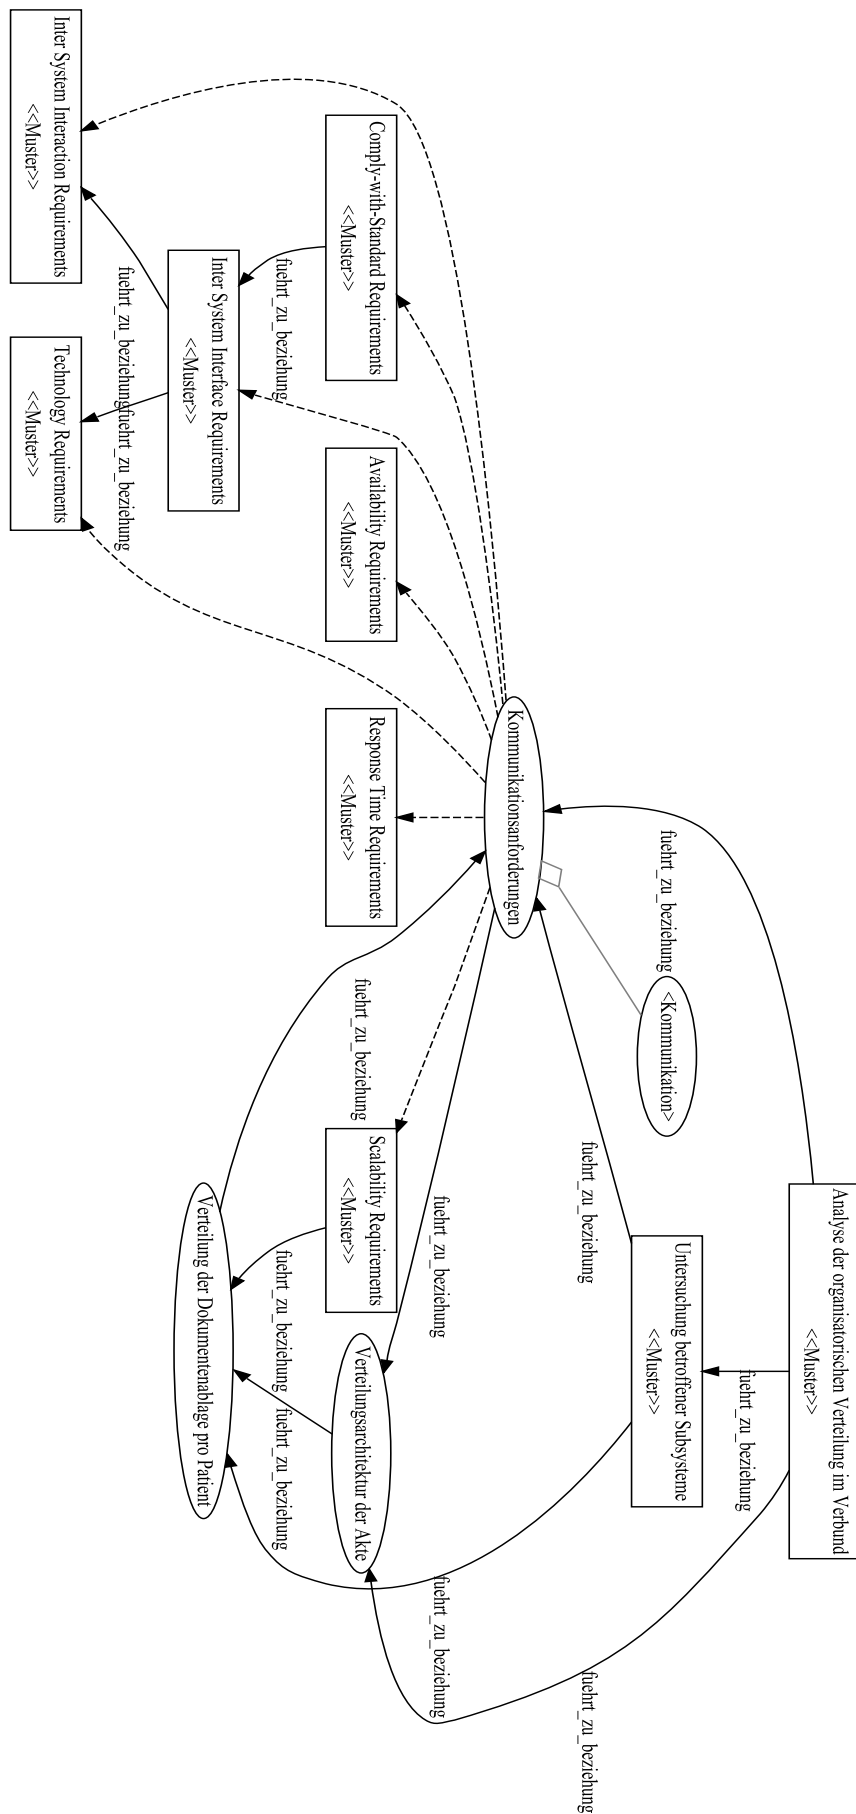 Analyse der organisatorischen Verteilung im Verbund
<<Muster>>
fuehrt_zu_beziehung
fuehrt_zu_beziehung
<Kommunikation>
Untersuchung betroffener Subsysteme
<<Muster>>
fuehrt_zu_beziehung
fuehrt_zu_beziehung
Kommunikationsanforderungen
fuehrt_zu_beziehung
fuehrt_zu_beziehung
Comply-with-Standard Requirements
<<Muster>>
Availability Requirements
<<Muster>>
Response Time Requirements
<<Muster>>
fuehrt_zu_beziehung
Scalability Requirements
<<Muster>>
Verteilungsarchitektur der Akte
fuehrt_zu_beziehung
fuehrt_zu_beziehung
fuehrt_zu_beziehung
Inter System Interface Requirements
<<Muster>>
Verteilung der Dokumentenablage pro Patient
fuehrt_zu_beziehung
fuehrt_zu_beziehung
Inter System Interaction Requirements
<<Muster>>
Technology Requirements
<<Muster>>